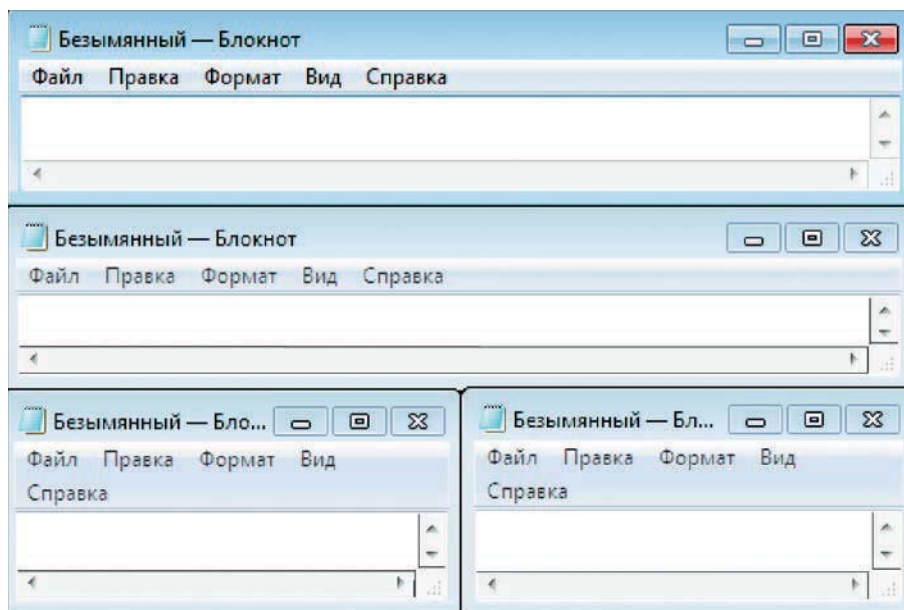 Безымянный — Блокнот
Файл Правка Формат Вид Справка
Безымянный — Блокнот
Файл Правка Формат Вид Справка
Безымянный — Бло...
Файл Правка Формат Вид
Справка
Безымянный — Бл...
Файл Правка Формат Вид
Справка